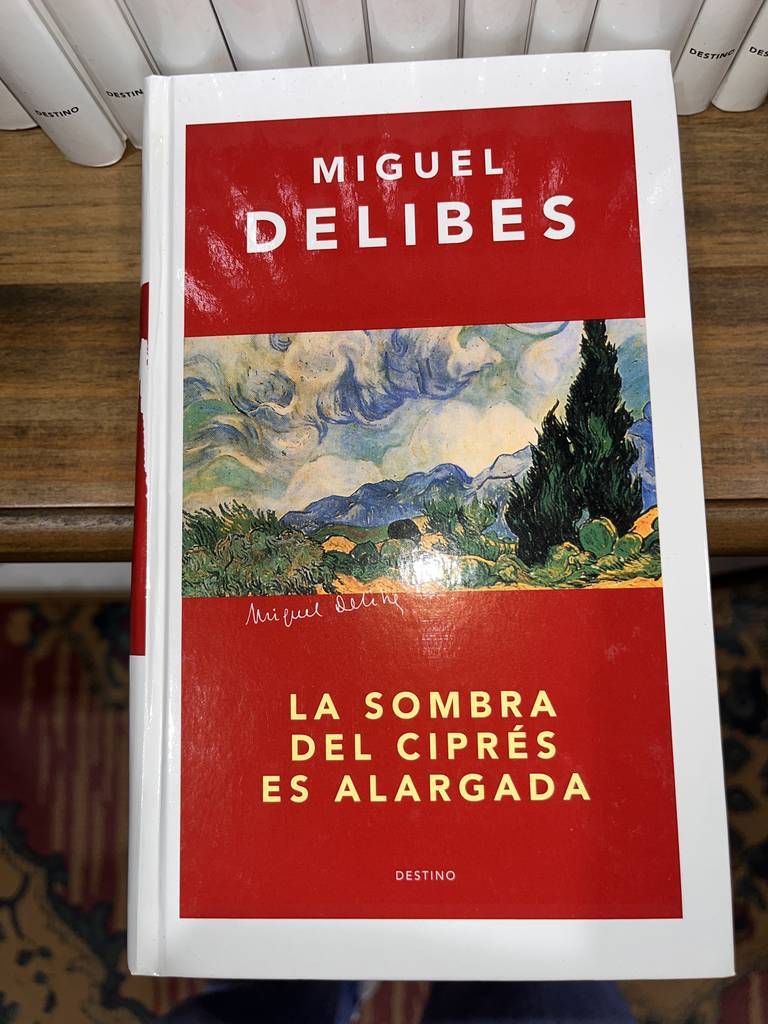 DESTINO
DESTINO
DESTINO
MIGUEL
DELIBES
Miguel Delibes
LA SOMBRA
DEL CIPRÉS
ES ALARGADA
DESTINO